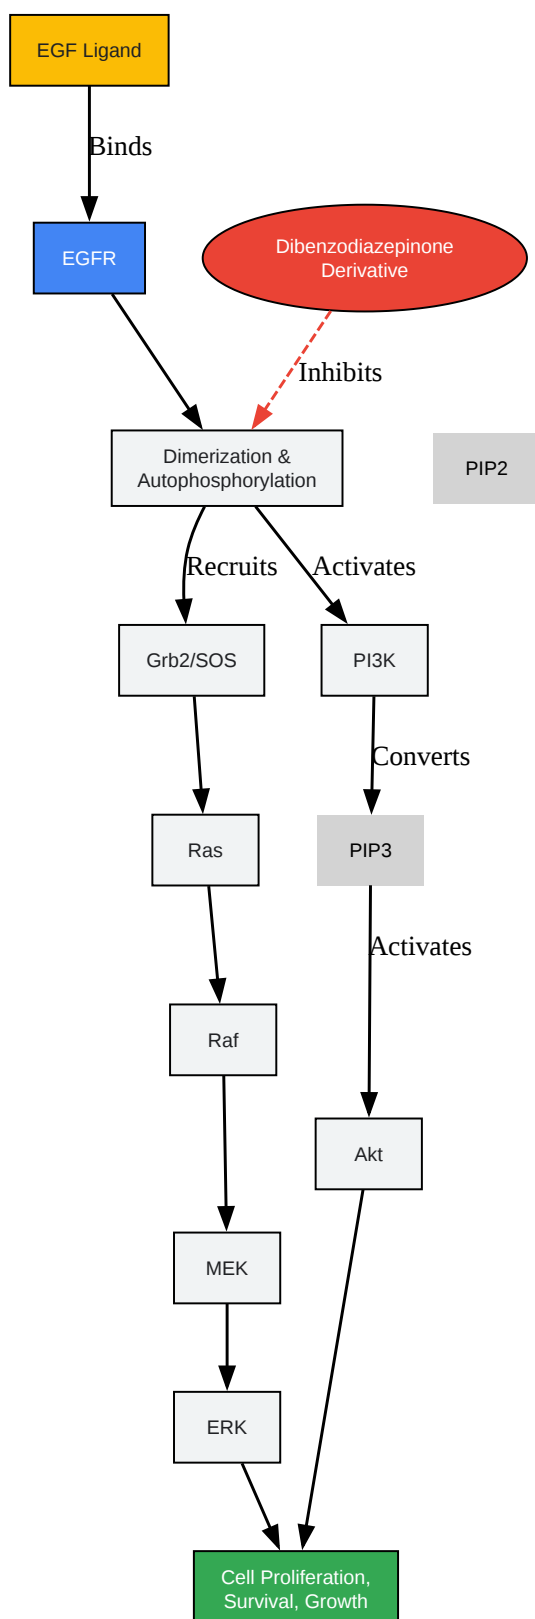 EGF Ligand
Binds
EGFR
Dibenzodiazepinone
Derivative
Inhibits
Dimerization &
Autophosphorylation
PIP2
Recruits
Activates
Grb2/SOS
PI3K
Converts
Ras
PIP3
Activates
Raf
Akt
MEK
ERK
Cell Proliferation,
Survival, Growth